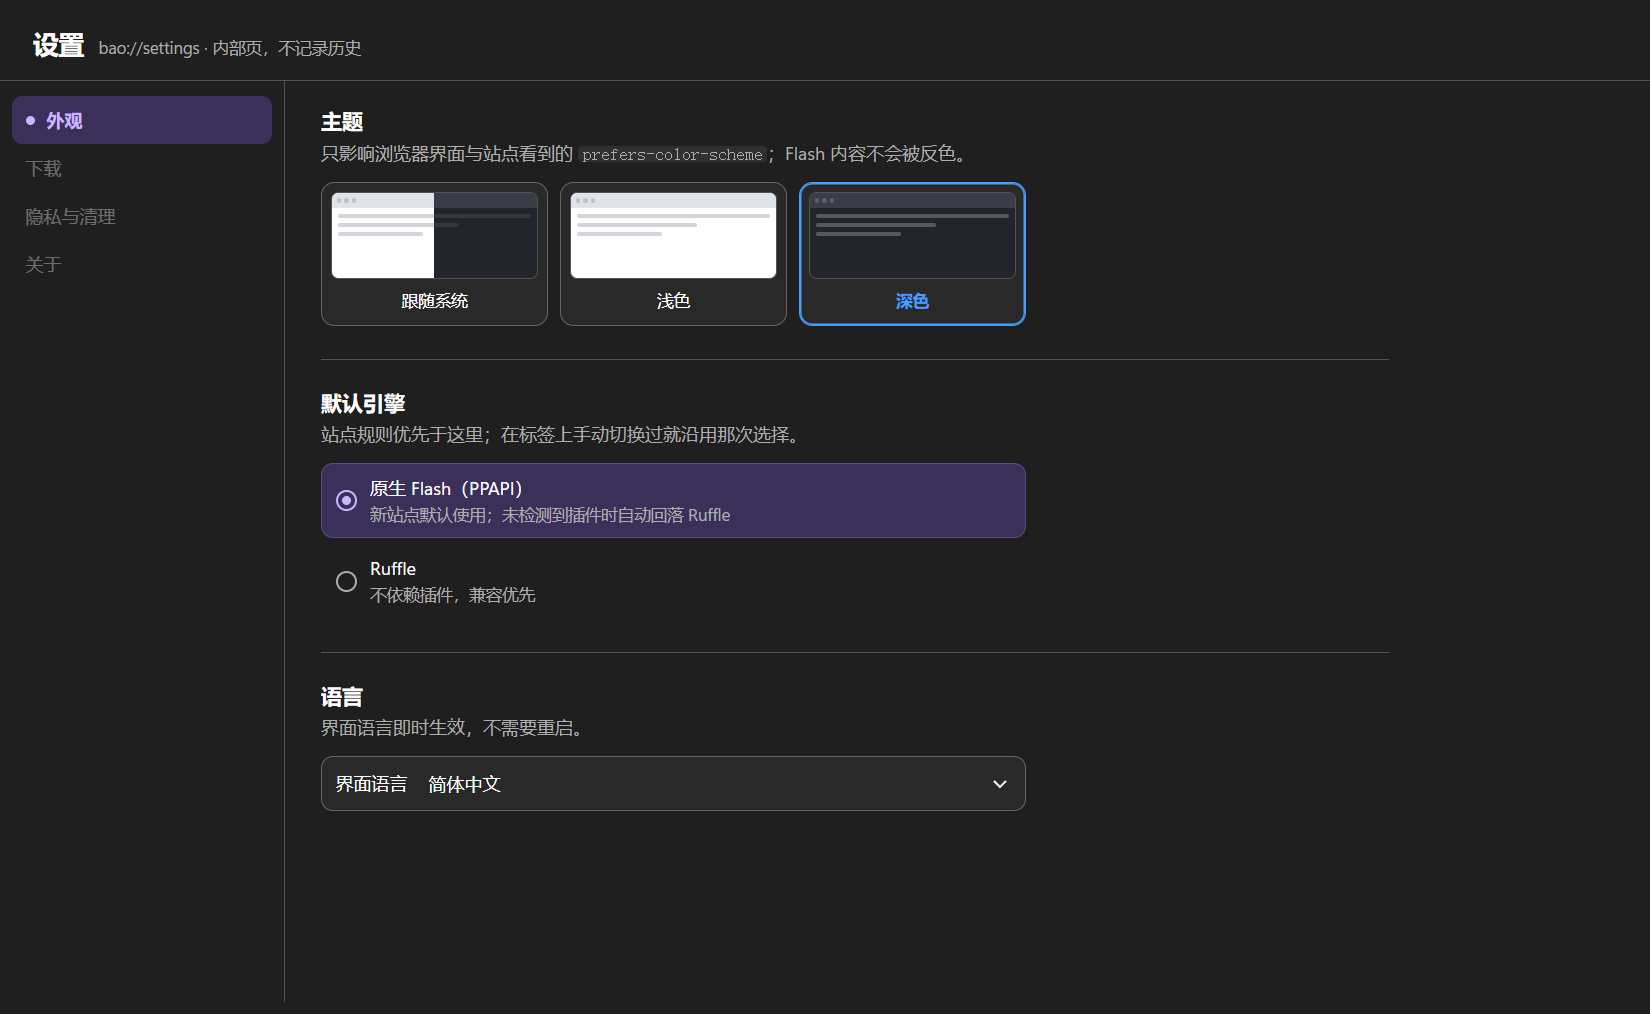 设置 bao://settings · 内部页，不记录历史
外观
下载
隐私与清理
关于
主题
只影响浏览器界面与站点看到的 prefers-color-scheme；Flash 内容不会被反色。
跟随系统
浅色
深色
默认引擎
站点规则优先于这里；在标签上手动切换过就沿用那次选择。
原生 Flash（PPAPI）
新站点默认使用；未检测到插件时自动回落 Ruffle
Ruffle
不依赖插件，兼容优先
语言
界面语言即时生效，不需要重启。
界面语言 简体中文